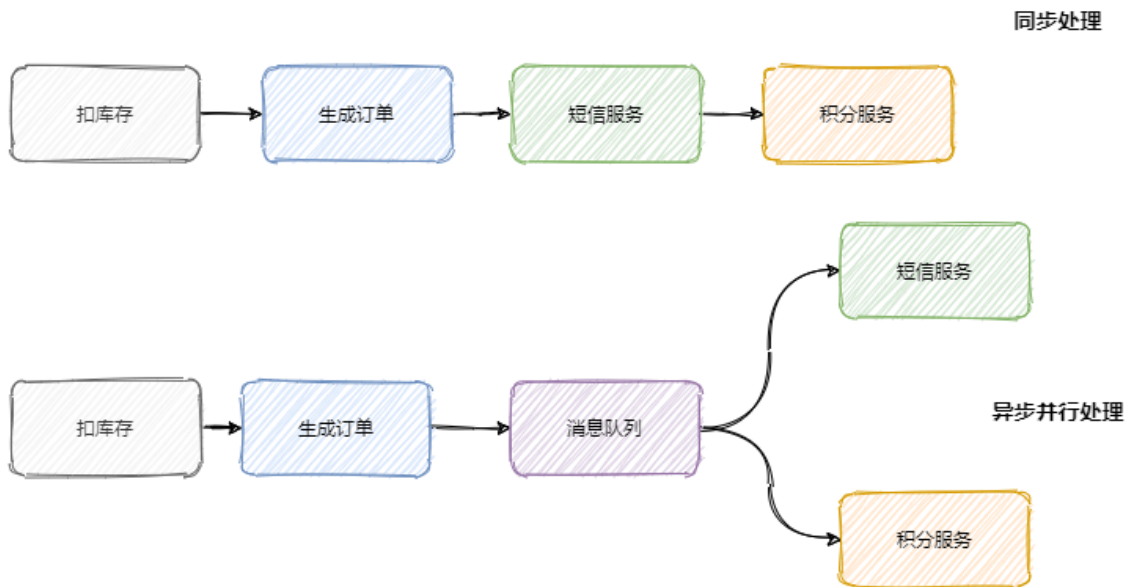 同步处理
扣库存
生成订单
短信服务
积分服务
短信服务
扣库存
生成订单
消息队列
异步并行处理
积分服务